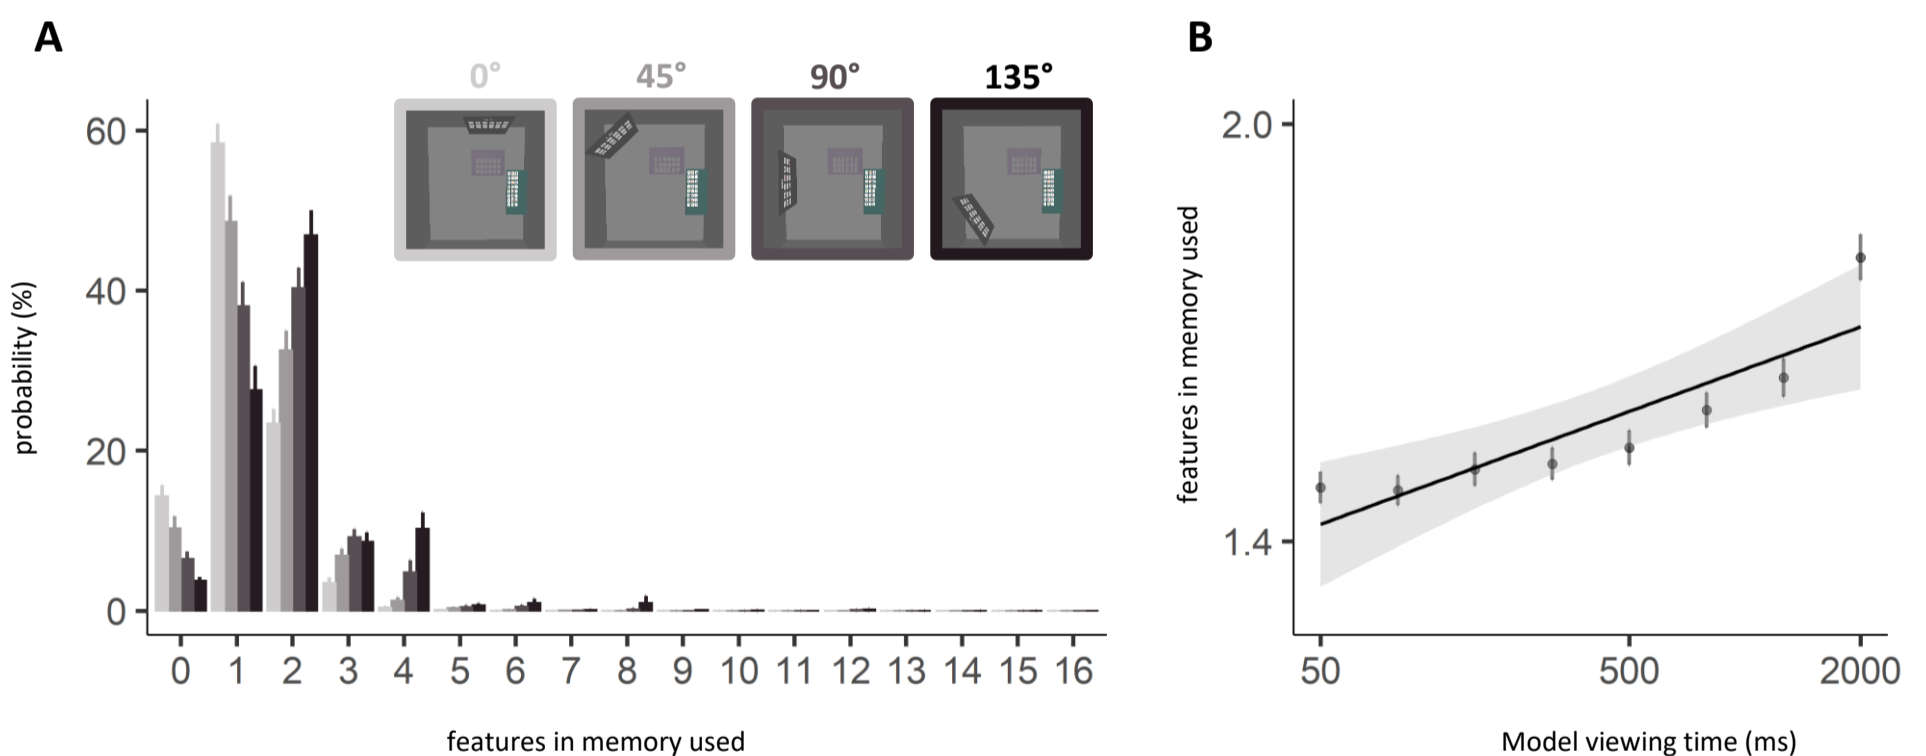 A
0° 45° 90° 135°
60
40
20
0
probability (%)
0 1 2 3 4 5 6 7 8 9 10 11 12 13 14 15 16
features in memory used
B
2.0
1.4
features in memory used
50 500 2000
Model viewing time (ms)